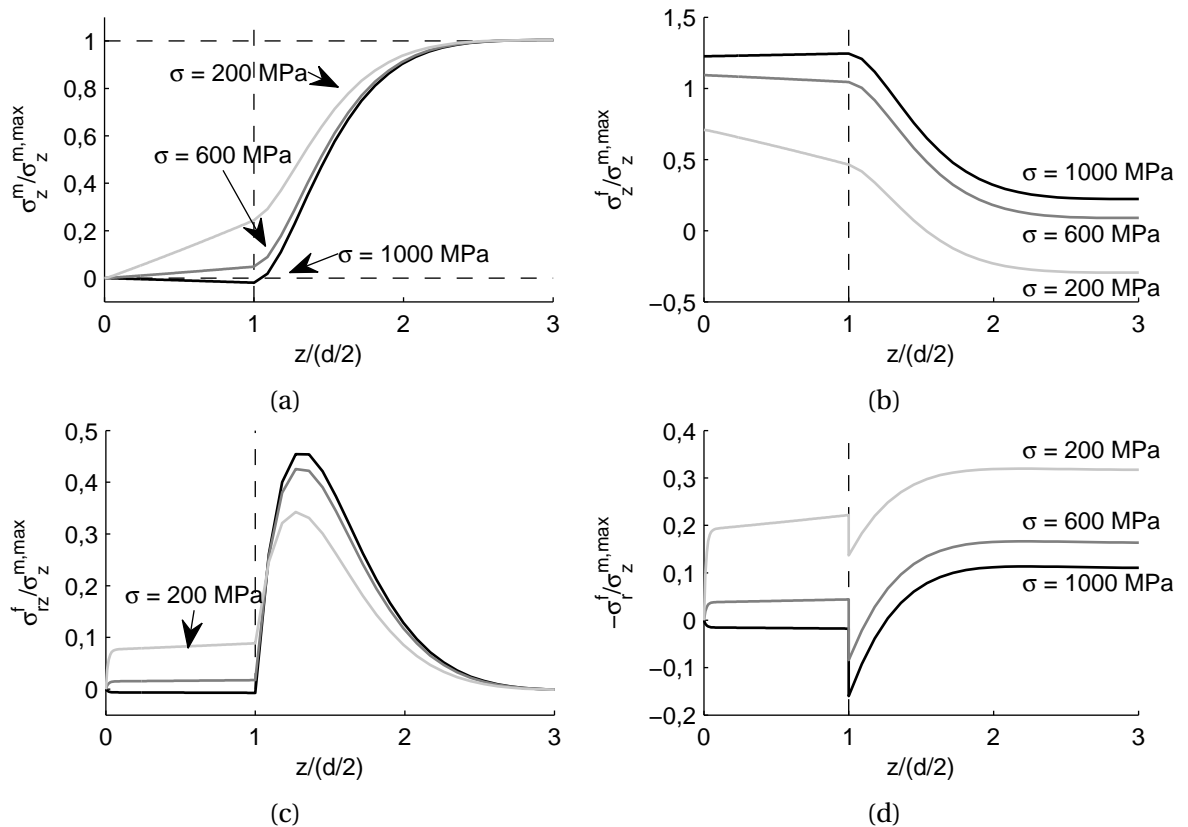 1
0,8
0,6
0,4
0,2
0
σ_z^m/σ_z^m,max
σ = 200 MPa
σ = 600 MPa
σ = 1000 MPa
0 1 2 3
z/(d/2)
(a)
1,5
1
0,5
0
−0,5
σ_z^f/σ_z^m,max
σ = 1000 MPa
σ = 600 MPa
σ = 200 MPa
0 1 2 3
z/(d/2)
(b)
0,5
0,4
0,3
0,2
0,1
0
σ_rz^f/σ_z^m,max
σ = 200 MPa
0 1 2 3
z/(d/2)
(c)
0,4
0,3
0,2
0,1
0
−0,1
−0,2
−σ_r^f/σ_z^m,max
σ = 200 MPa
σ = 600 MPa
σ = 1000 MPa
0 1 2 3
z/(d/2)
(d)